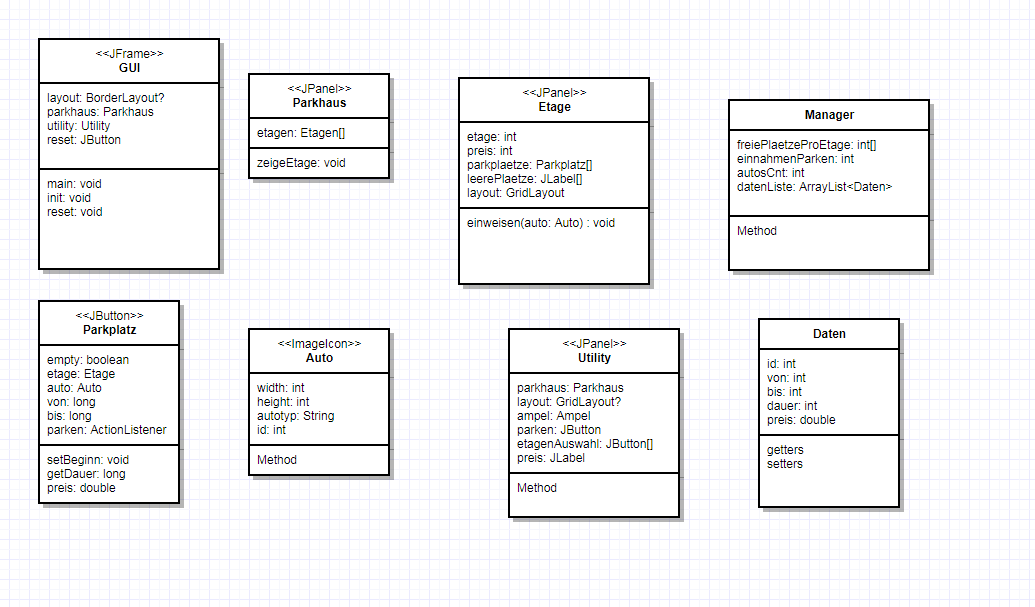 <<JFrame>>
GUI
layout: BorderLayout?
parkhaus: Parkhaus
utility: Utility
reset: JButton
main: void
init: void
reset: void
<<JPanel>>
Parkhaus
etagen: Etagen[]
zeigeEtage: void
<<JPanel>>
Etage
etage: int
preis: int
parkplaetze: Parkplatz[]
leerePlaetze: JLabel[]
layout: GridLayout
einweisen(auto: Auto) : void
Manager
freiePlaetzeProEtage: int[]
einnahmenParken: int
autosCnt: int
datenListe: ArrayList<Daten>
Method
<<JButton>>
Parkplatz
empty: boolean
etage: Etage
auto: Auto
von: long
bis: long
parken: ActionListener
setBeginn: void
getDauer: long
preis: double
<<ImageIcon>>
Auto
width: int
height: int
autotyp: String
id: int
Method
<<JPanel>>
Utility
parkhaus: Parkhaus
layout: GridLayout?
ampel: Ampel
parken: JButton
etagenAuswahl: JButton[]
preis: JLabel
Method
Daten
id: int
von: int
bis: int
dauer: int
preis: double
getters
setters